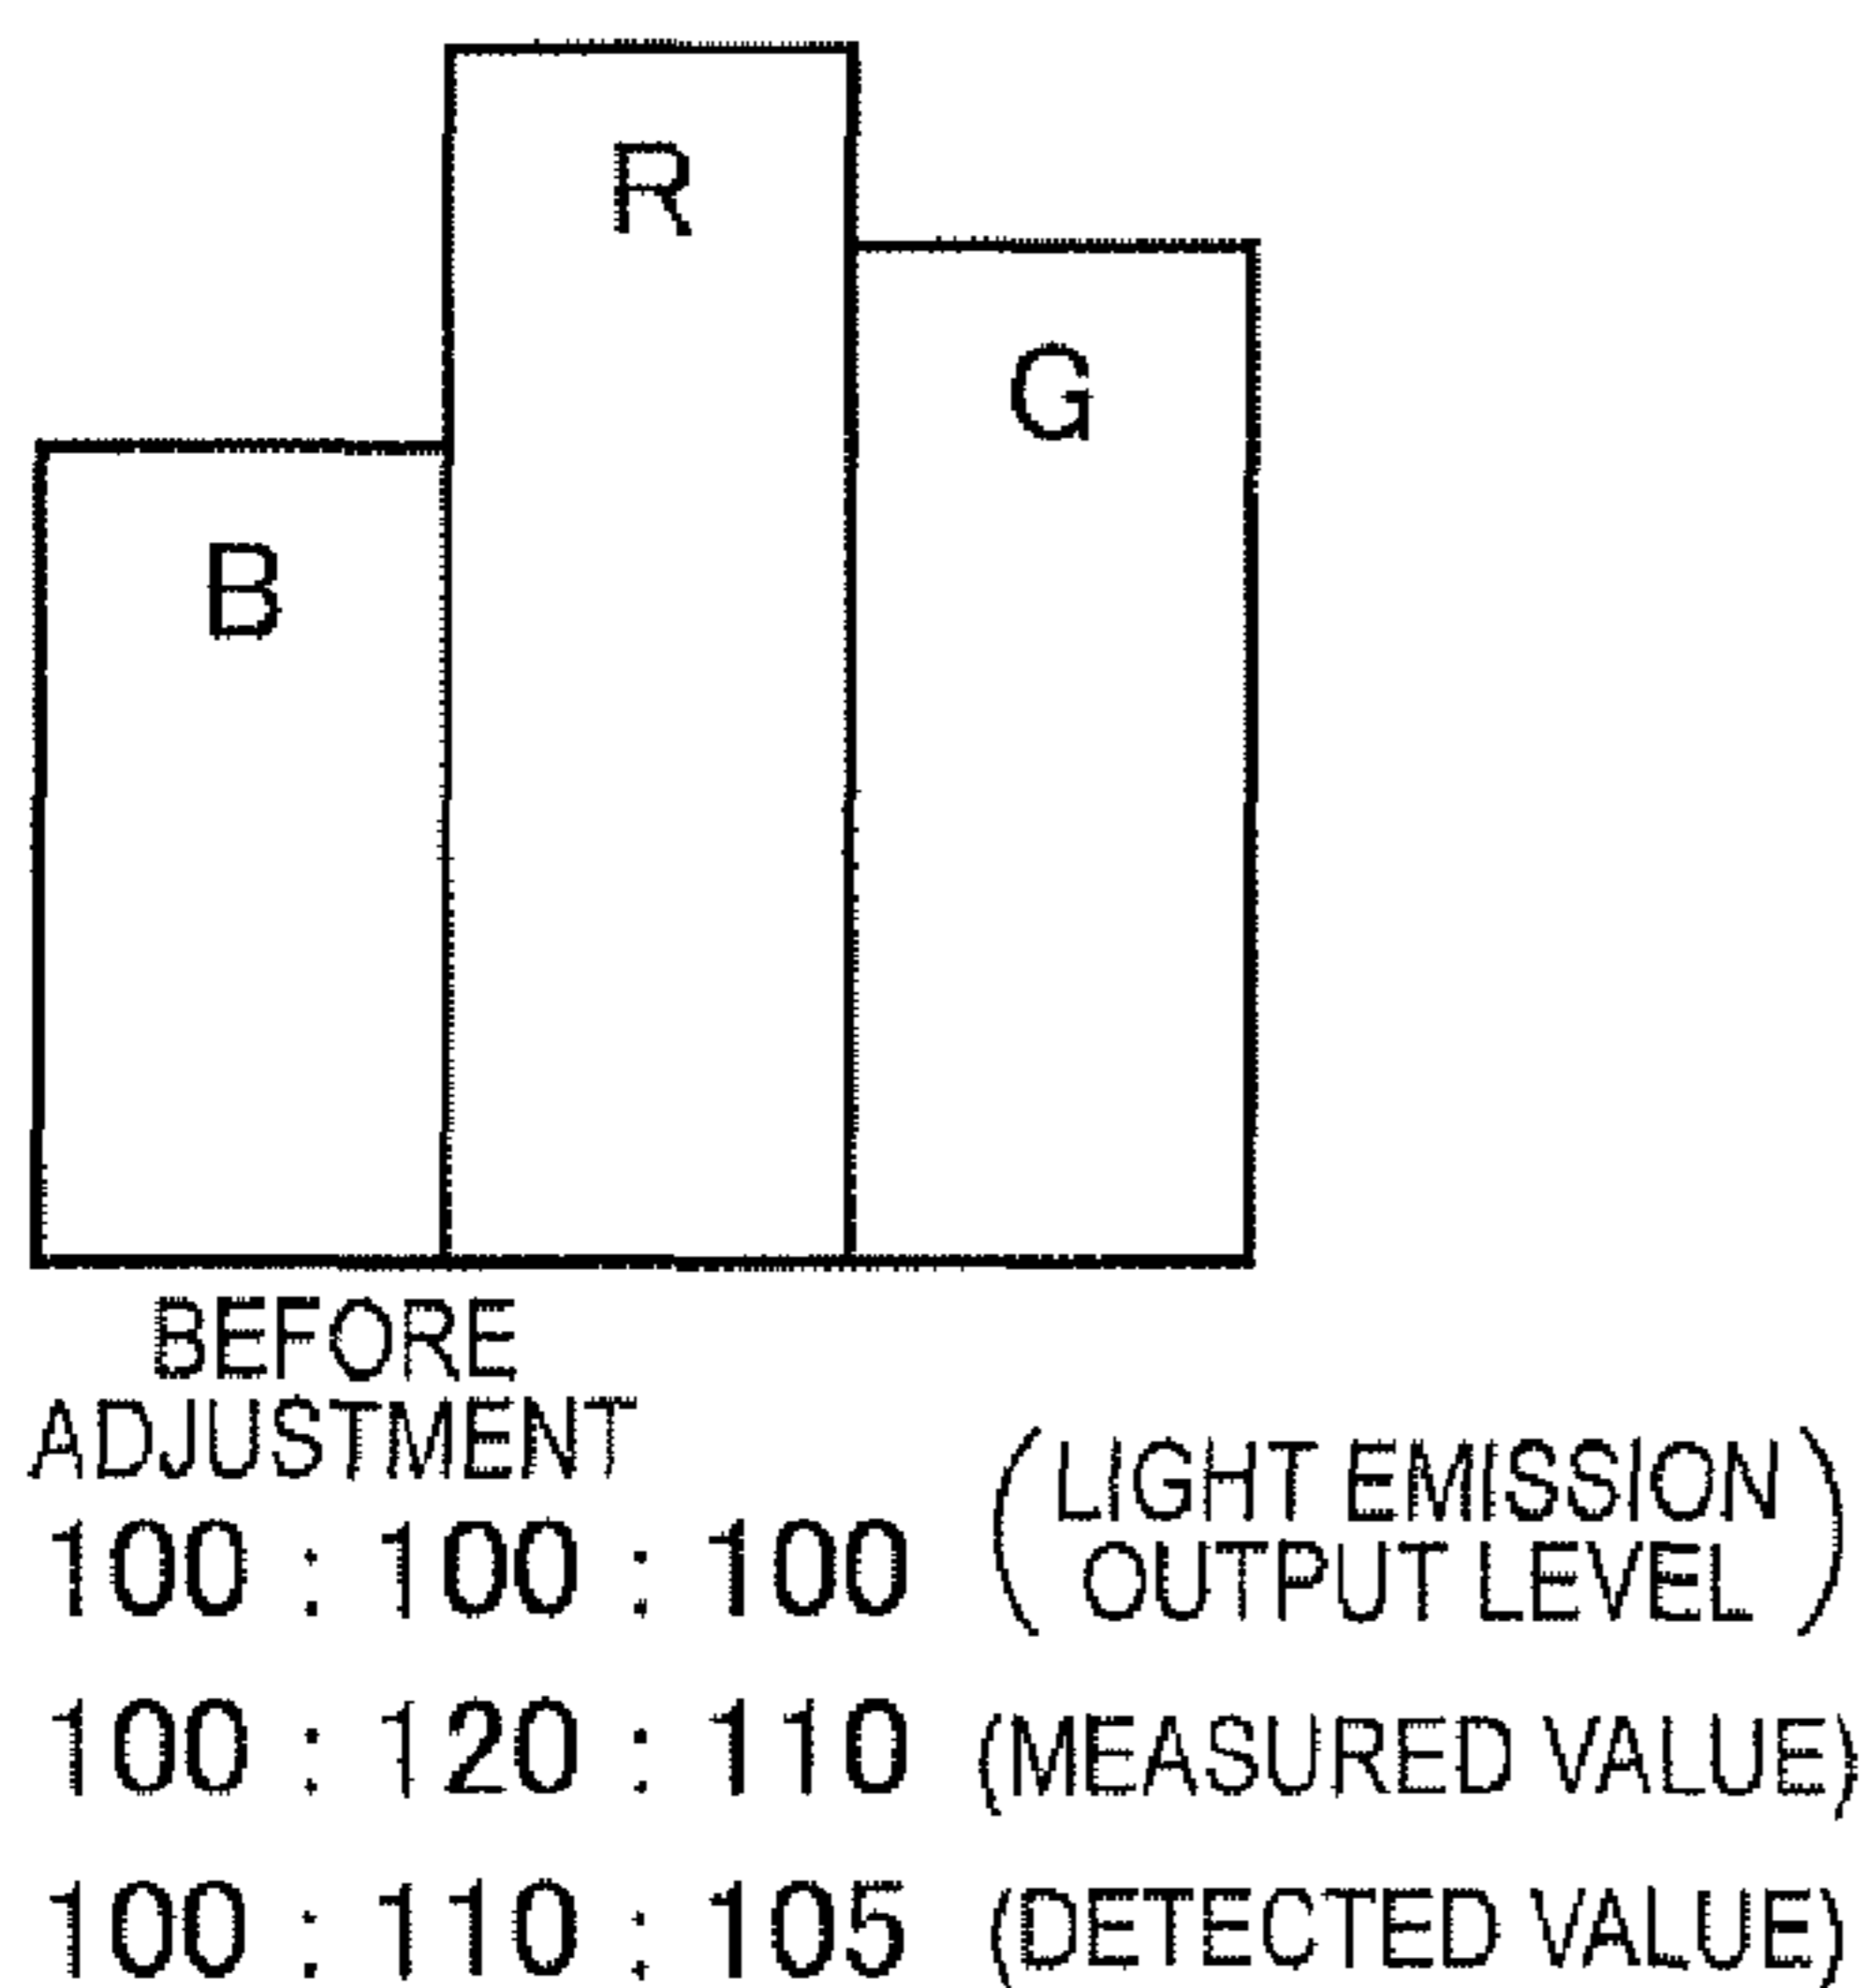 R
G
B
BEFORE
ADJUSTMENT
100 : 100 : 100 (LIGHT EMISSION
OUTPUT LEVEL)
100 : 120 : 110 (MEASURED VALUE)
100 : 110 : 105 (DETECTED VALUE)